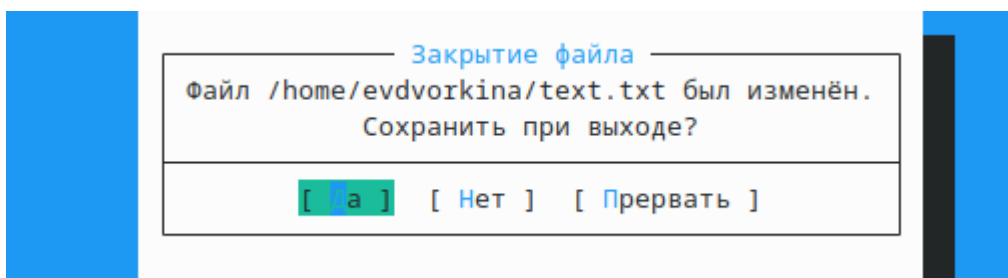 Закрытие файла
Файл /home/evdvorkina/text.txt был изменён.
Сохранить при выходе?
[ Да ] [ Нет ] [ Прервать ]